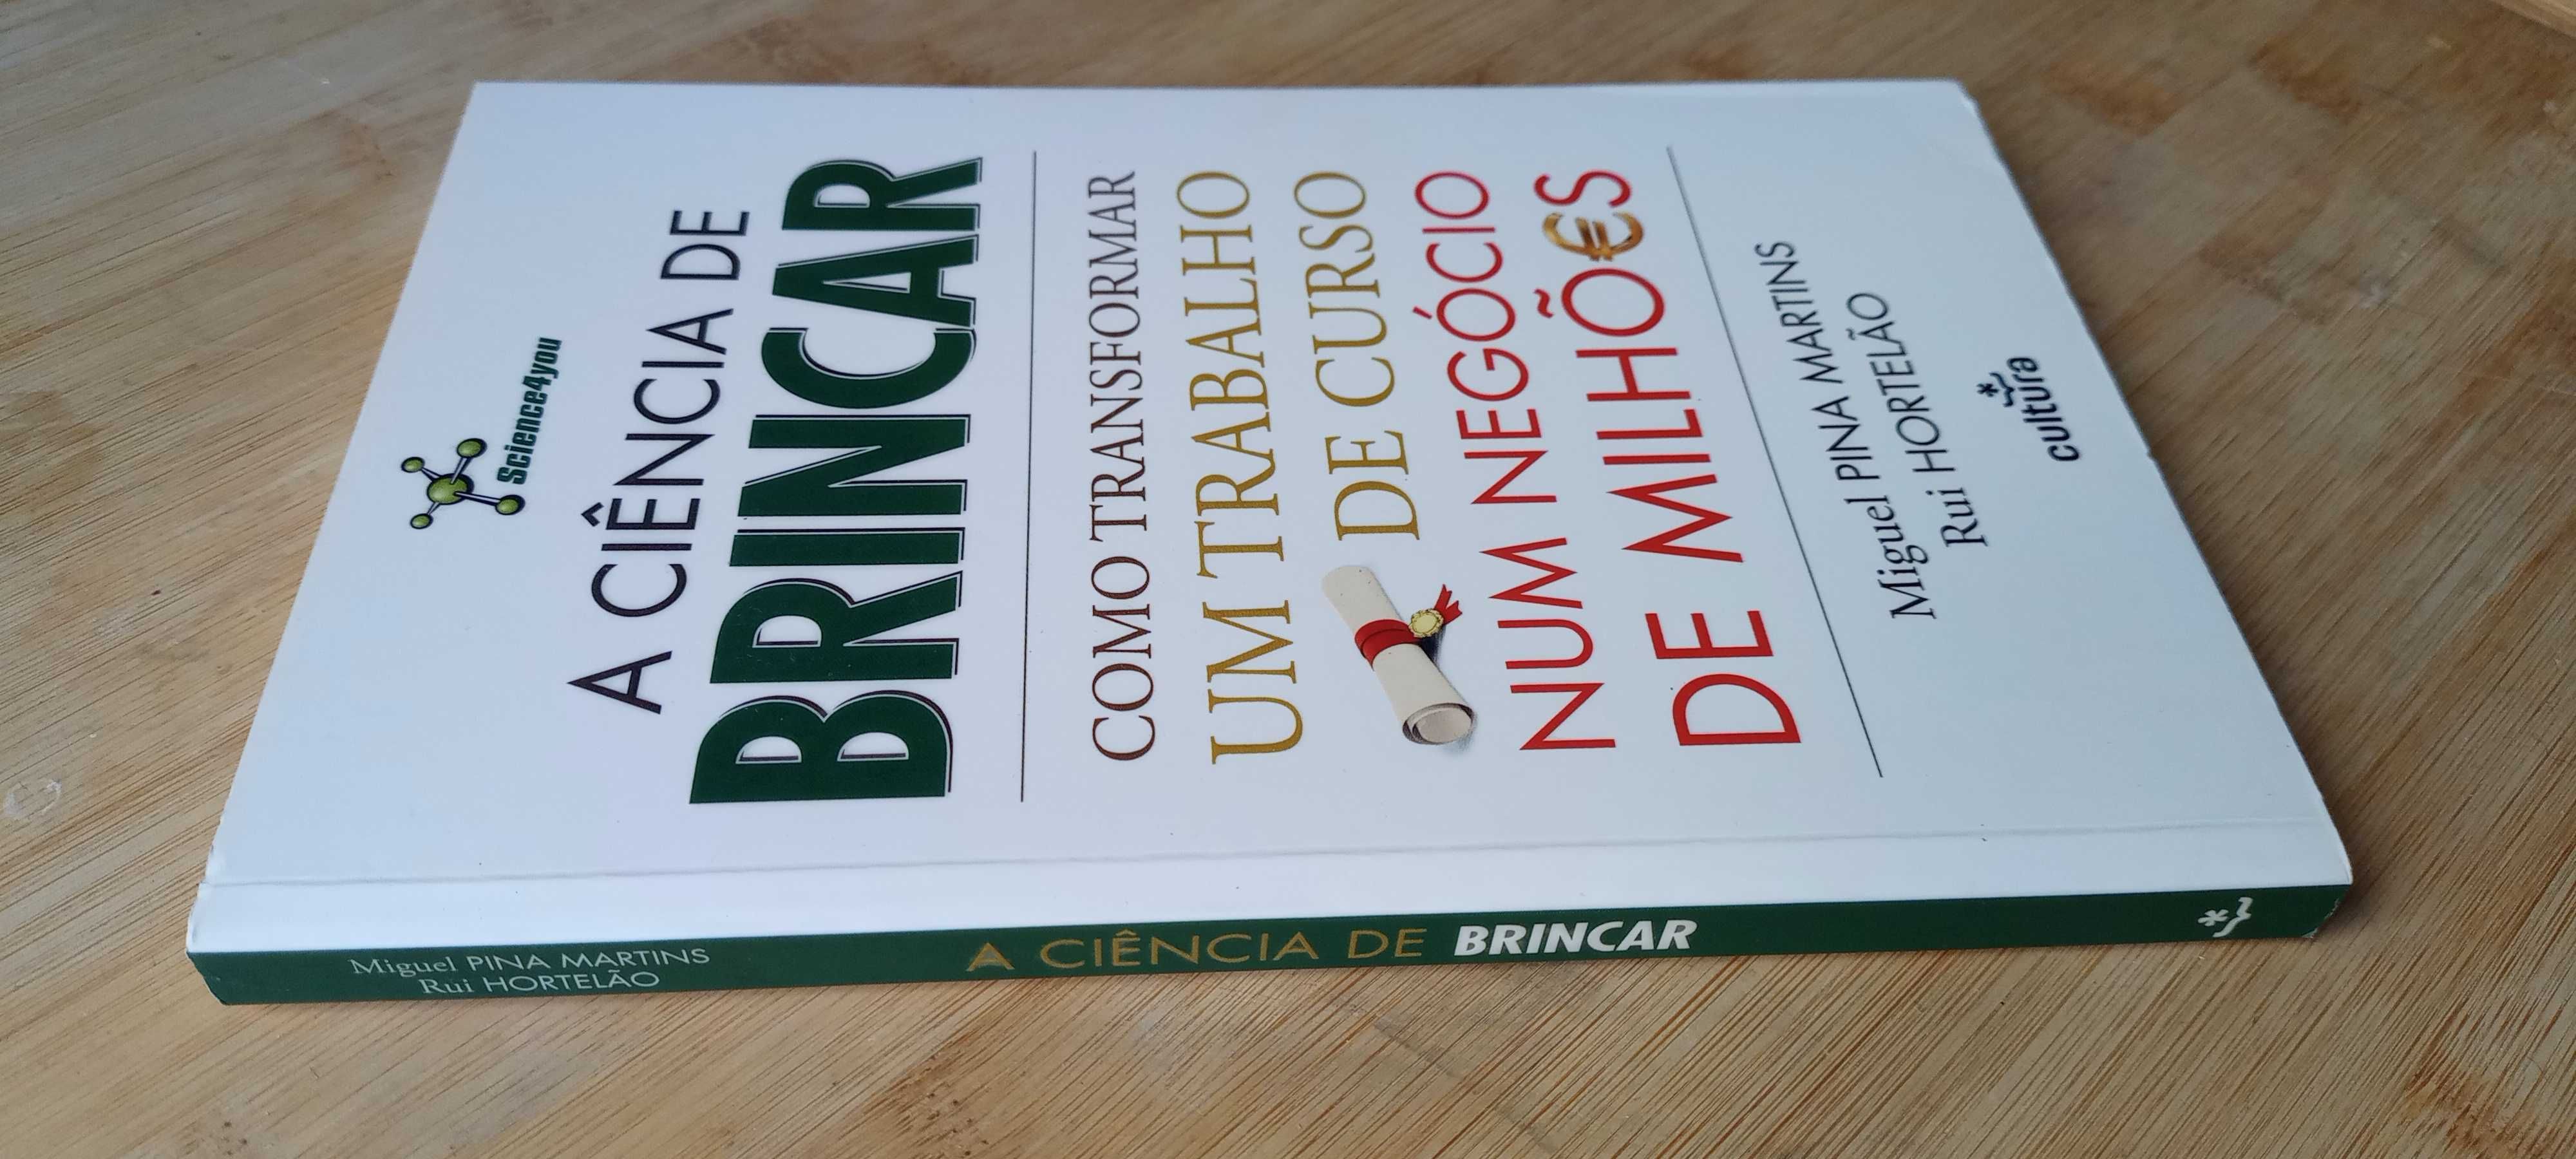 Science4you
A CIÊNCIA DE
BRINCAR
COMO TRANSFORMAR
UM TRABALHO
DE CURSO
NUM NEGÓCIO
DE MILHÕ€S
Miguel PINA MARTINS
Rui HORTELÃO
cultura
Miguel PINA MARTINS
Rui HORTELÃO
A CIÊNCIA DE BRINCAR